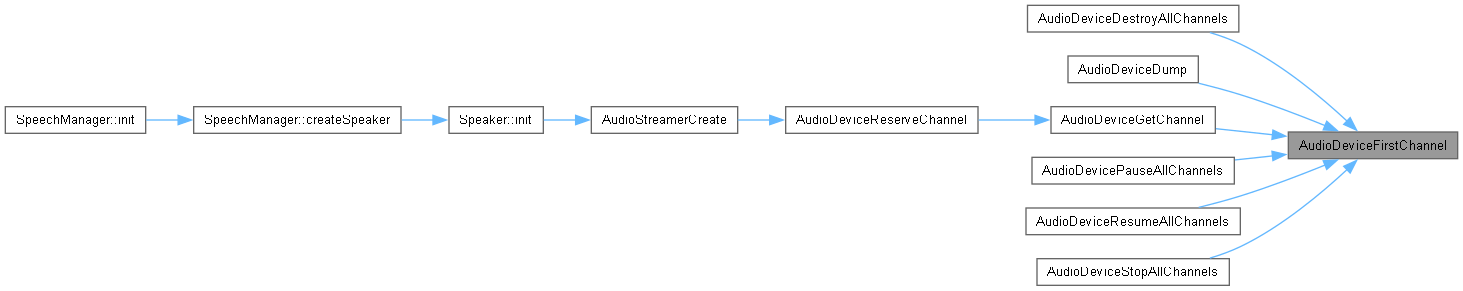 AudioDeviceDestroyAllChannels
AudioDeviceDump
SpeechManager::init
SpeechManager::createSpeaker
Speaker::init
AudioStreamerCreate
AudioDeviceReserveChannel
AudioDeviceGetChannel
AudioDeviceFirstChannel
AudioDevicePauseAllChannels
AudioDeviceResumeAllChannels
AudioDeviceStopAllChannels